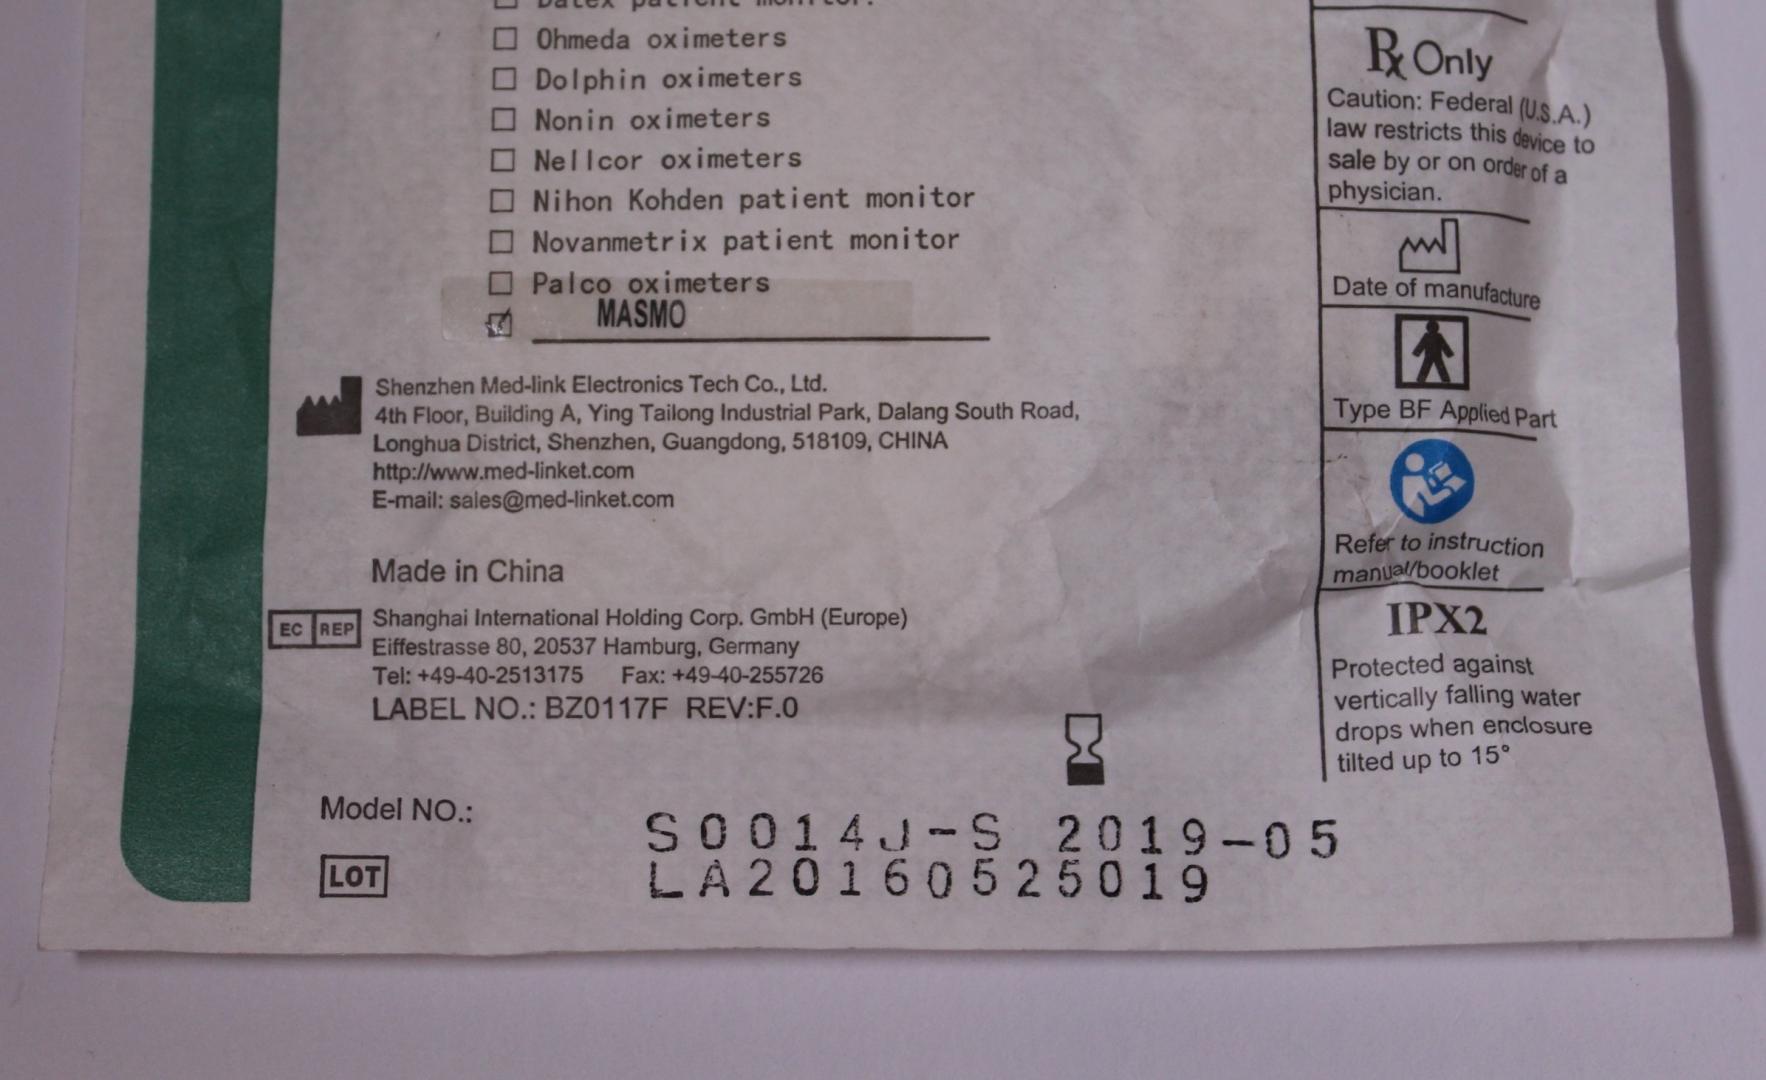 Datex patient monitor.
Ohmeda oximeters
Dolphin oximeters
Nonin oximeters
Nellcor oximeters
Nihon Kohden patient monitor
Novanmetrix patient monitor
Palco oximeters
MASMO
Shenzhen Med-link Electronics Tech Co., Ltd.
4th Floor, Building A, Ying Tailong Industrial Park, Dalang South Road,
Longhua District, Shenzhen, Guangdong, 518109, CHINA
http://www.med-linket.com
E-mail: sales@med-linket.com
Made in China
EC REP
Shanghai International Holding Corp. GmbH (Europe)
Eiffestrasse 80, 20537 Hamburg, Germany
Tel: +49-40-2513175 Fax: +49-40-255726
LABEL NO.: BZ0117F REV:F.0
Model NO.:
S0014J-S 2019-05
LOT
LA20160525019
Rx Only
Caution: Federal (U.S.A.)
law restricts this device to
sale by or on order of a
physician.
Date of manufacture
Type BF Applied Part
Refer to instruction
manual/booklet
IPX2
Protected against
vertically falling water
drops when enclosure
tilted up to 15°